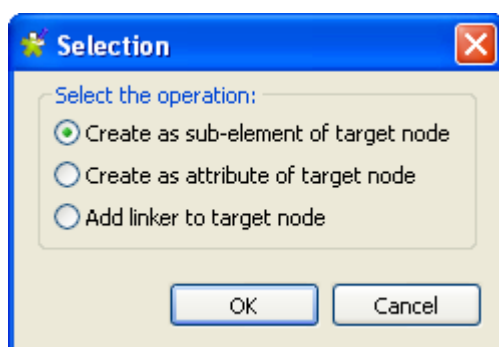 Selection
Select the operation:
Create as sub-element of target node
Create as attribute of target node
Add linker to target node
OK Cancel